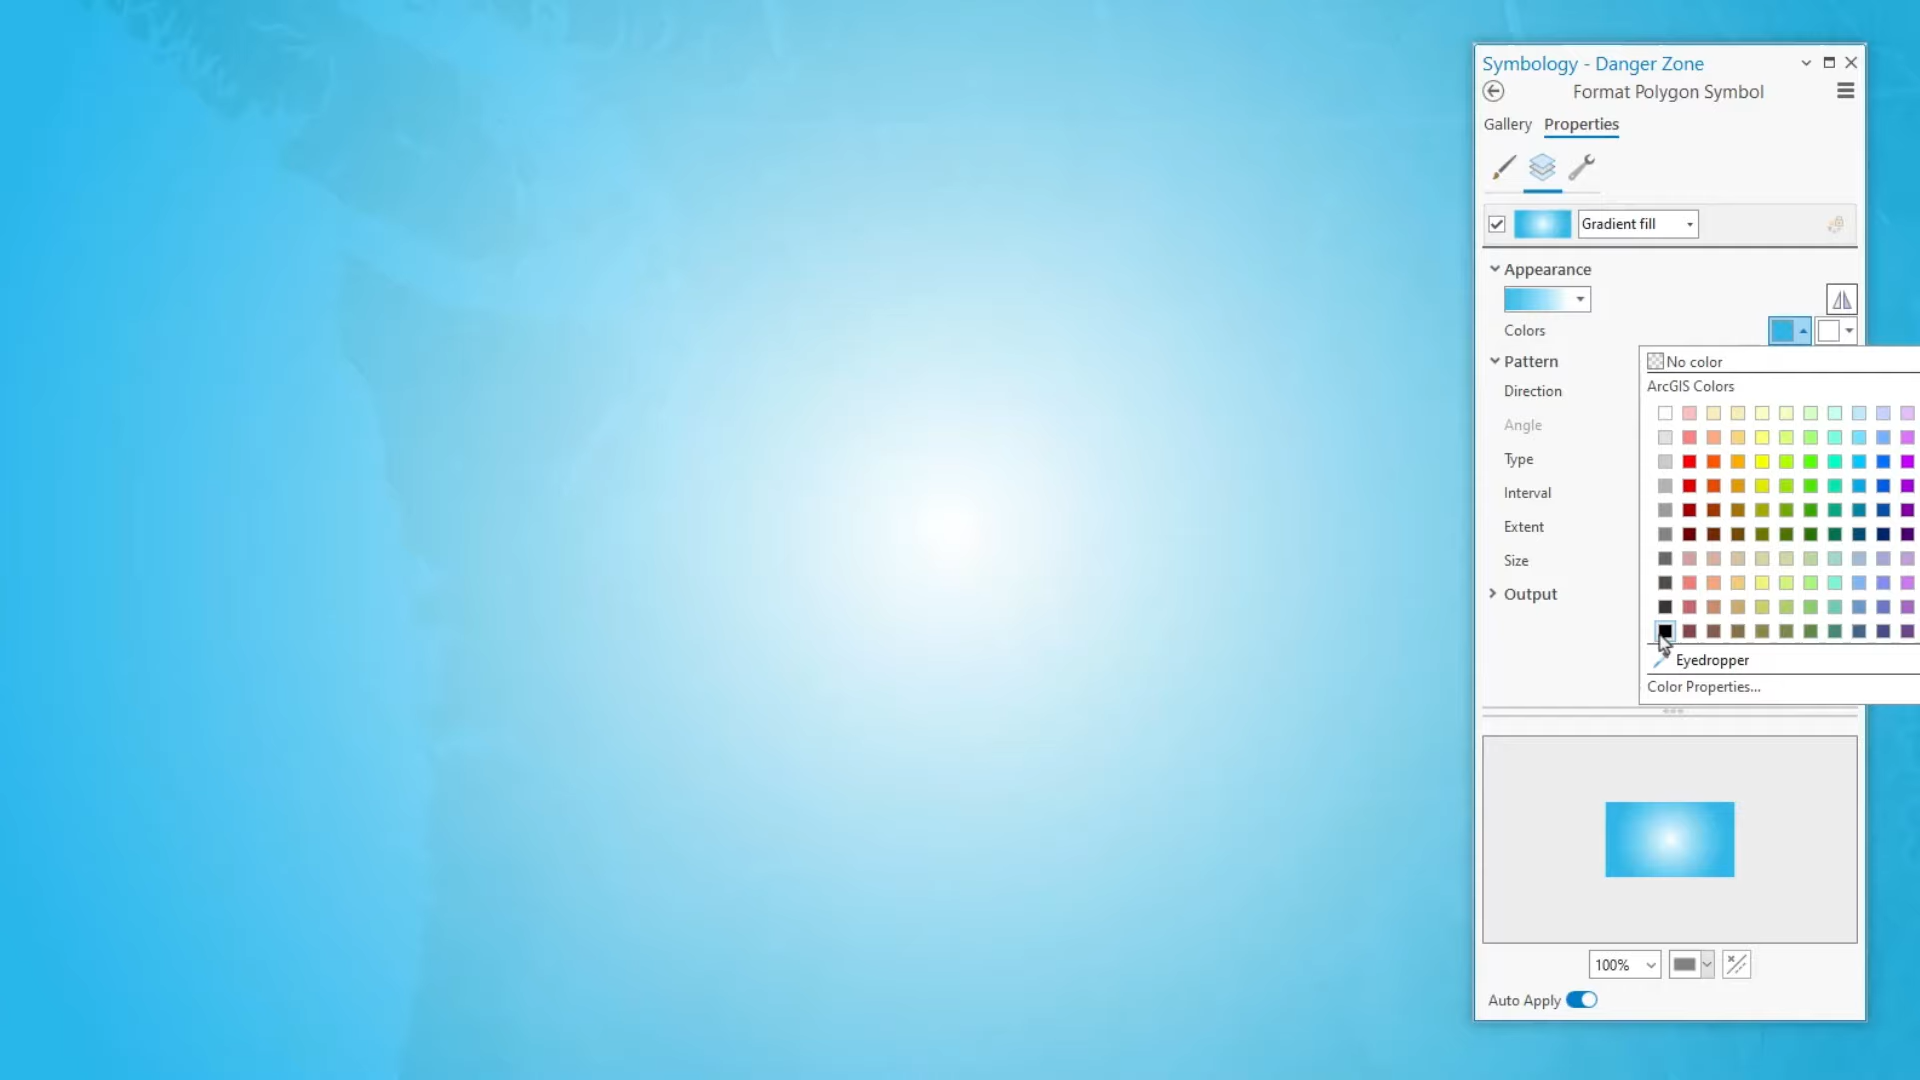 Symbology - Danger Zone
Format Polygon Symbol
Gallery Properties
Gradient fill
Appearance
Colors
Pattern
No color
ArcGIS Colors
Direction
Angle
Type
Interval
Extent
Size
Output
Eyedropper
Color Properties...
100%
Auto Apply